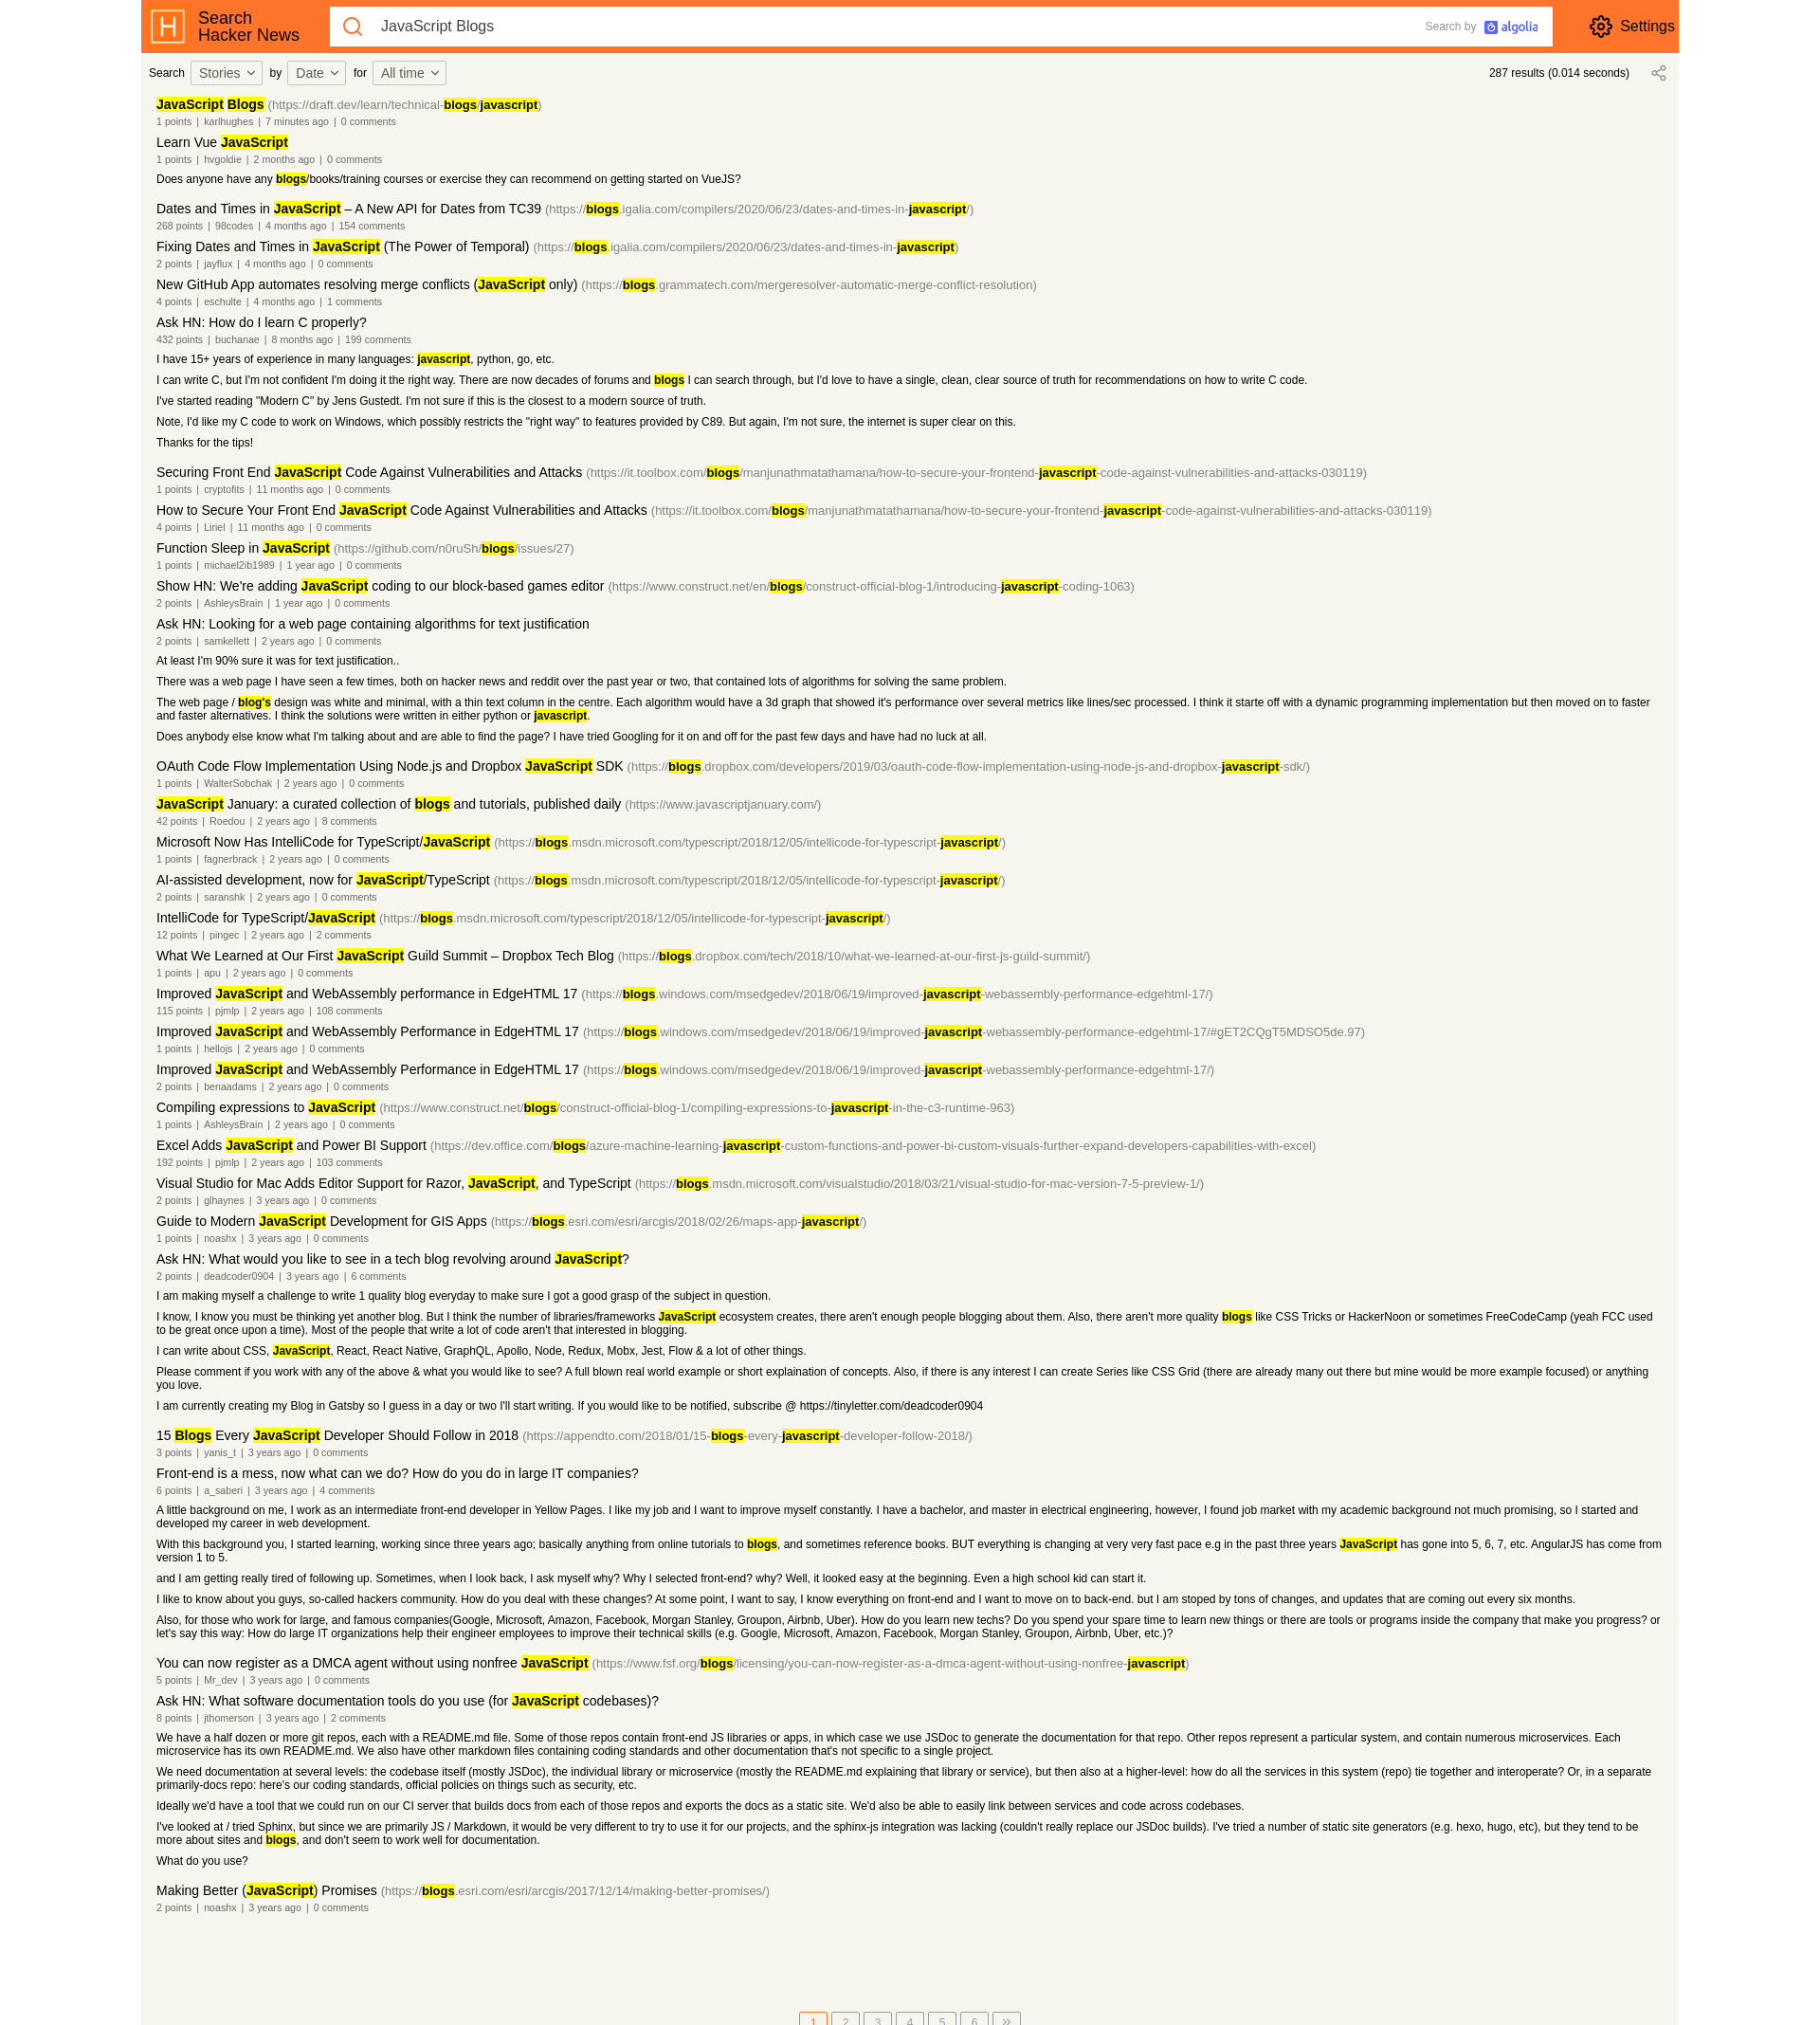 Search
Hacker News
JavaScript Blogs
Search by algolia
Settings
Search Stories by Date for All time
287 results (0.014 seconds)
JavaScript Blogs (https://draft.dev/learn/technical-blogs/javascript)
1 points | karlhughes | 7 minutes ago | 0 comments
Learn Vue JavaScript
1 points | hvgoldie | 2 months ago | 0 comments
Does anyone have any blogs/books/training courses or exercise they can recommend on getting started on VueJS?
Dates and Times in JavaScript – A New API for Dates from TC39 (https://blogs.igalia.com/compilers/2020/06/23/dates-and-times-in-javascript/)
268 points | 98codes | 4 months ago | 154 comments
Fixing Dates and Times in JavaScript (The Power of Temporal) (https://blogs.igalia.com/compilers/2020/06/23/dates-and-times-in-javascript)
2 points | jayflux | 4 months ago | 0 comments
New GitHub App automates resolving merge conflicts (JavaScript only) (https://blogs.grammatech.com/mergeresolver-automatic-merge-conflict-resolution)
4 points | eschulte | 4 months ago | 1 comments
Ask HN: How do I learn C properly?
432 points | buchanae | 8 months ago | 199 comments
I have 15+ years of experience in many languages: javascript, python, go, etc.
I can write C, but I'm not confident I'm doing it the right way. There are now decades of forums and blogs I can search through, but I'd love to have a single, clean, clear source of truth for recommendations on how to write C code.
I've started reading "Modern C" by Jens Gustedt. I'm not sure if this is the closest to a modern source of truth.
Note, I'd like my C code to work on Windows, which possibly restricts the "right way" to features provided by C89. But again, I'm not sure, the internet is super clear on this.
Thanks for the tips!
Securing Front End JavaScript Code Against Vulnerabilities and Attacks (https://it.toolbox.com/blogs/manjunathmatathamana/how-to-secure-your-frontend-javascript-code-against-vulnerabilities-and-attacks-030119)
1 points | cryptofits | 11 months ago | 0 comments
How to Secure Your Front End JavaScript Code Against Vulnerabilities and Attacks (https://it.toolbox.com/blogs/manjunathmatathamana/how-to-secure-your-frontend-javascript-code-against-vulnerabilities-and-attacks-030119)
4 points | Liriel | 11 months ago | 0 comments
Function Sleep in JavaScript (https://github.com/n0ruSh/blogs/issues/27)
1 points | michael2ib1989 | 1 year ago | 0 comments
Show HN: We're adding JavaScript coding to our block-based games editor (https://www.construct.net/en/blogs/construct-official-blog-1/introducing-javascript-coding-1063)
2 points | AshleysBrain | 1 year ago | 0 comments
Ask HN: Looking for a web page containing algorithms for text justification
2 points | samkellett | 2 years ago | 0 comments
At least I'm 90% sure it was for text justification..
There was a web page I have seen a few times, both on hacker news and reddit over the past year or two, that contained lots of algorithms for solving the same problem.
The web page / blog's design was white and minimal, with a thin text column in the centre. Each algorithm would have a 3d graph that showed it's performance over several metrics like lines/sec processed. I think it starte off with a dynamic programming implementation but then moved on to faster
and faster alternatives. I think the solutions were written in either python or javascript.
Does anybody else know what I'm talking about and are able to find the page? I have tried Googling for it on and off for the past few days and have had no luck at all.
OAuth Code Flow Implementation Using Node.js and Dropbox JavaScript SDK (https://blogs.dropbox.com/developers/2019/03/oauth-code-flow-implementation-using-node-js-and-dropbox-javascript-sdk/)
1 points | WalterSobchak | 2 years ago | 0 comments
JavaScript January: a curated collection of blogs and tutorials, published daily (https://www.javascriptjanuary.com/)
42 points | Roedou | 2 years ago | 8 comments
Microsoft Now Has IntelliCode for TypeScript/JavaScript (https://blogs.msdn.microsoft.com/typescript/2018/12/05/intellicode-for-typescript-javascript/)
1 points | fagnerbrack | 2 years ago | 0 comments
AI-assisted development, now for JavaScript/TypeScript (https://blogs.msdn.microsoft.com/typescript/2018/12/05/intellicode-for-typescript-javascript/)
2 points | saranshk | 2 years ago | 0 comments
IntelliCode for TypeScript/JavaScript (https://blogs.msdn.microsoft.com/typescript/2018/12/05/intellicode-for-typescript-javascript/)
12 points | pingec | 2 years ago | 2 comments
What We Learned at Our First JavaScript Guild Summit – Dropbox Tech Blog (https://blogs.dropbox.com/tech/2018/10/what-we-learned-at-our-first-js-guild-summit/)
1 points | apu | 2 years ago | 0 comments
Improved JavaScript and WebAssembly performance in EdgeHTML 17 (https://blogs.windows.com/msedgedev/2018/06/19/improved-javascript-webassembly-performance-edgehtml-17/)
115 points | pjmlp | 2 years ago | 108 comments
Improved JavaScript and WebAssembly Performance in EdgeHTML 17 (https://blogs.windows.com/msedgedev/2018/06/19/improved-javascript-webassembly-performance-edgehtml-17/#gET2CQgT5MDSO5de.97)
1 points | hellojs | 2 years ago | 0 comments
Improved JavaScript and WebAssembly Performance in EdgeHTML 17 (https://blogs.windows.com/msedgedev/2018/06/19/improved-javascript-webassembly-performance-edgehtml-17/)
2 points | benaadams | 2 years ago | 0 comments
Compiling expressions to JavaScript (https://www.construct.net/blogs/construct-official-blog-1/compiling-expressions-to-javascript-in-the-c3-runtime-963)
1 points | AshleysBrain | 2 years ago | 0 comments
Excel Adds JavaScript and Power BI Support (https://dev.office.com/blogs/azure-machine-learning-javascript-custom-functions-and-power-bi-custom-visuals-further-expand-developers-capabilities-with-excel)
192 points | pjmlp | 2 years ago | 103 comments
Visual Studio for Mac Adds Editor Support for Razor, JavaScript, and TypeScript (https://blogs.msdn.microsoft.com/visualstudio/2018/03/21/visual-studio-for-mac-version-7-5-preview-1/)
2 points | glhaynes | 3 years ago | 0 comments
Guide to Modern JavaScript Development for GIS Apps (https://blogs.esri.com/esri/arcgis/2018/02/26/maps-app-javascript/)
1 points | noashx | 3 years ago | 0 comments
Ask HN: What would you like to see in a tech blog revolving around JavaScript?
2 points | deadcoder0904 | 3 years ago | 6 comments
I am making myself a challenge to write 1 quality blog everyday to make sure I got a good grasp of the subject in question.
I know, I know you must be thinking yet another blog. But I think the number of libraries/frameworks JavaScript ecosystem creates, there aren't enough people blogging about them. Also, there aren't more quality blogs like CSS Tricks or HackerNoon or sometimes FreeCodeCamp (yeah FCC used
to be great once upon a time). Most of the people that write a lot of code aren't that interested in blogging.
I can write about CSS, JavaScript, React, React Native, GraphQL, Apollo, Node, Redux, Mobx, Jest, Flow & a lot of other things.
Please comment if you work with any of the above & what you would like to see? A full blown real world example or short explaination of concepts. Also, if there is any interest I can create Series like CSS Grid (there are already many out there but mine would be more example focused) or anything
you love.
I am currently creating my Blog in Gatsby so I guess in a day or two I'll start writing. If you would like to be notified, subscribe @ https://tinyletter.com/deadcoder0904
15 Blogs Every JavaScript Developer Should Follow in 2018 (https://appendto.com/2018/01/15-blogs-every-javascript-developer-follow-2018/)
3 points | yanis_t | 3 years ago | 0 comments
Front-end is a mess, now what can we do? How do you do in large IT companies?
6 points | a_saberi | 3 years ago | 4 comments
A little background on me, I work as an intermediate front-end developer in Yellow Pages. I like my job and I want to improve myself constantly. I have a bachelor, and master in electrical engineering, however, I found job market with my academic background not much promising, so I started and
developed my career in web development.
With this background you, I started learning, working since three years ago; basically anything from online tutorials to blogs, and sometimes reference books. BUT everything is changing at very very fast pace e.g in the past three years JavaScript has gone into 5, 6, 7, etc. AngularJS has come from
version 1 to 5.
and I am getting really tired of following up. Sometimes, when I look back, I ask myself why? Why I selected front-end? why? Well, it looked easy at the beginning. Even a high school kid can start it.
I like to know about you guys, so-called hackers community. How do you deal with these changes? At some point, I want to say, I know everything on front-end and I want to move on to back-end. but I am stoped by tons of changes, and updates that are coming out every six months.
Also, for those who work for large, and famous companies(Google, Microsoft, Amazon, Facebook, Morgan Stanley, Groupon, Airbnb, Uber). How do you learn new techs? Do you spend your spare time to learn new things or there are tools or programs inside the company that make you progress? or
let's say this way: How do large IT organizations help their engineer employees to improve their technical skills (e.g. Google, Microsoft, Amazon, Facebook, Morgan Stanley, Groupon, Airbnb, Uber, etc.)?
You can now register as a DMCA agent without using nonfree JavaScript (https://www.fsf.org/blogs/licensing/you-can-now-register-as-a-dmca-agent-without-using-nonfree-javascript)
5 points | Mr_dev | 3 years ago | 0 comments
Ask HN: What software documentation tools do you use (for JavaScript codebases)?
8 points | jthomerson | 3 years ago | 2 comments
We have a half dozen or more git repos, each with a README.md file. Some of those repos contain front-end JS libraries or apps, in which case we use JSDoc to generate the documentation for that repo. Other repos represent a particular system, and contain numerous microservices. Each
microservice has its own README.md. We also have other markdown files containing coding standards and other documentation that's not specific to a single project.
We need documentation at several levels: the codebase itself (mostly JSDoc), the individual library or microservice (mostly the README.md explaining that library or service), but then also at a higher-level: how do all the services in this system (repo) tie together and interoperate? Or, in a separate
primarily-docs repo: here's our coding standards, official policies on things such as security, etc.
Ideally we'd have a tool that we could run on our CI server that builds docs from each of those repos and exports the docs as a static site. We'd also be able to easily link between services and code across codebases.
I've looked at / tried Sphinx, but since we are primarily JS / Markdown, it would be very different to try to use it for our projects, and the sphinx-js integration was lacking (couldn't really replace our JSDoc builds). I've tried a number of static site generators (e.g. hexo, hugo, etc), but they tend to be
more about sites and blogs, and don't seem to work well for documentation.
What do you use?
Making Better (JavaScript) Promises (https://blogs.esri.com/esri/arcgis/2017/12/14/making-better-promises/)
2 points | noashx | 3 years ago | 0 comments
1 2 3 4 5 6 »